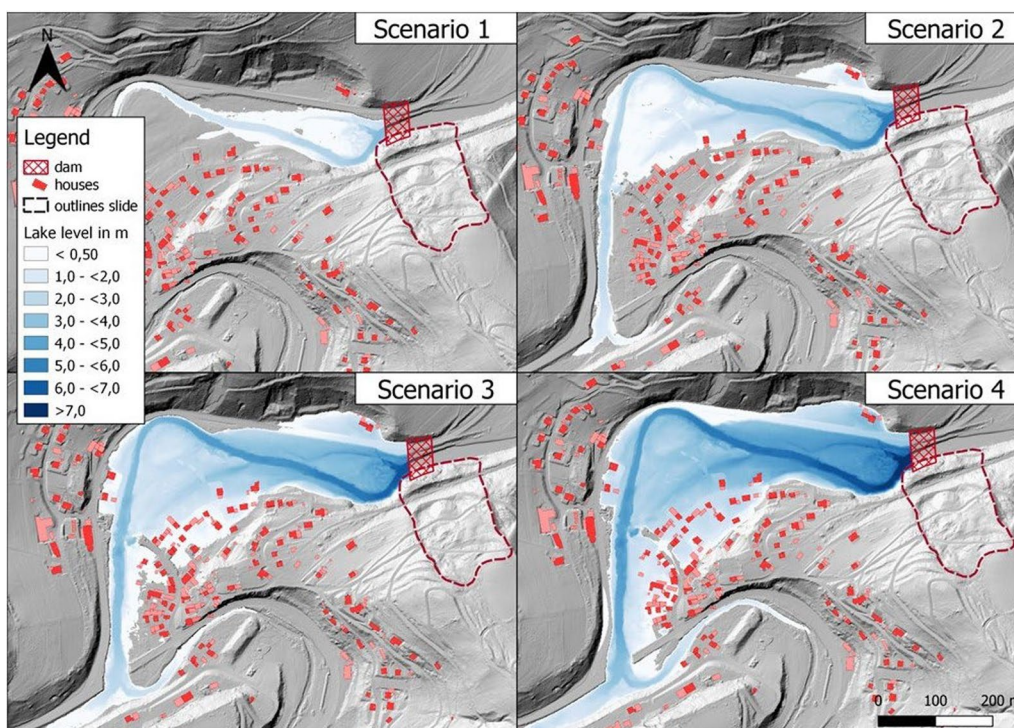 Scenario 1
Scenario 2
N
Legend
dam
houses
outlines slide
Lake level in m
< 0,50
1,0 - <2,0
2,0 - <3,0
3,0 - <4,0
4,0 - <5,0
5,0 - <6,0
6,0 - <7,0
>7,0
Scenario 3
Scenario 4
0 100 200 m